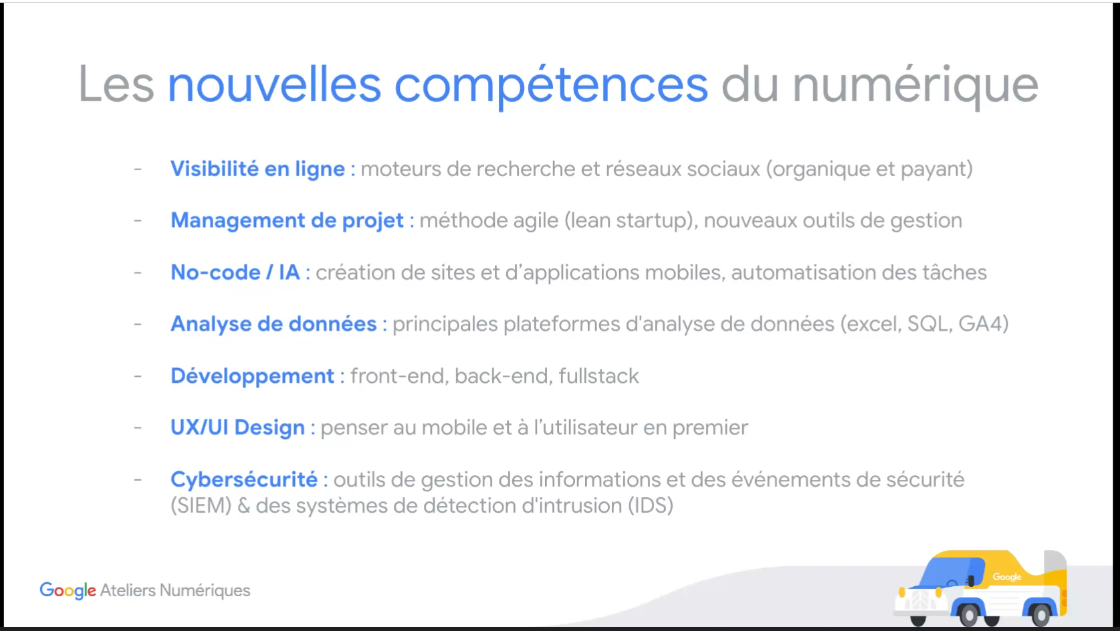 Les nouvelles compétences du numérique
- Visibilité en ligne : moteurs de recherche et réseaux sociaux (organique et payant)
- Management de projet : méthode agile (lean startup), nouveaux outils de gestion
- No-code / IA : création de sites et d’applications mobiles, automatisation des tâches
- Analyse de données : principales plateformes d'analyse de données (excel, SQL, GA4)
- Développement : front-end, back-end, fullstack
- UX/UI Design : penser au mobile et à l’utilisateur en premier
- Cybersécurité : outils de gestion des informations et des événements de sécurité
(SIEM) & des systèmes de détection d'intrusion (IDS)
Google
Google Ateliers Numériques